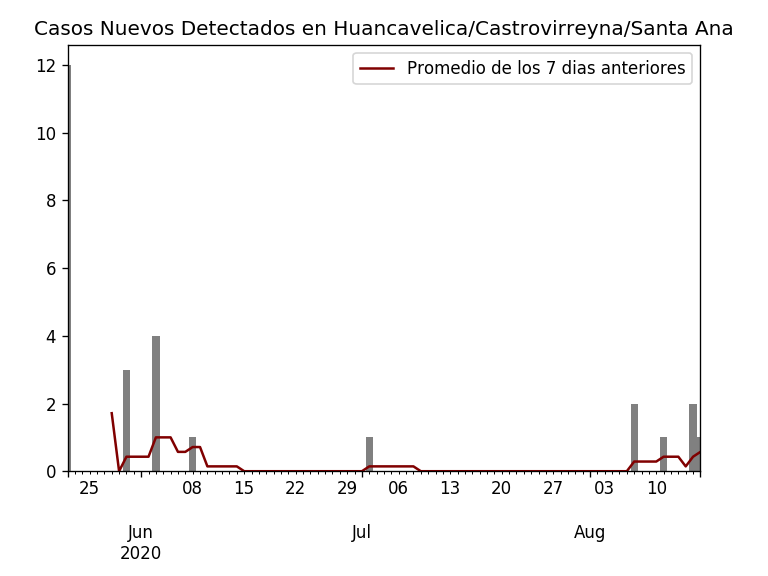 Casos Nuevos Detectados en Huancavelica/Castrovirreyna/Santa Ana
Promedio de los 7 dias anteriores
12
10
8
6
4
2
0
25 08 15 22 29 06 13 20 27 03 10
Jun Jul Aug
2020